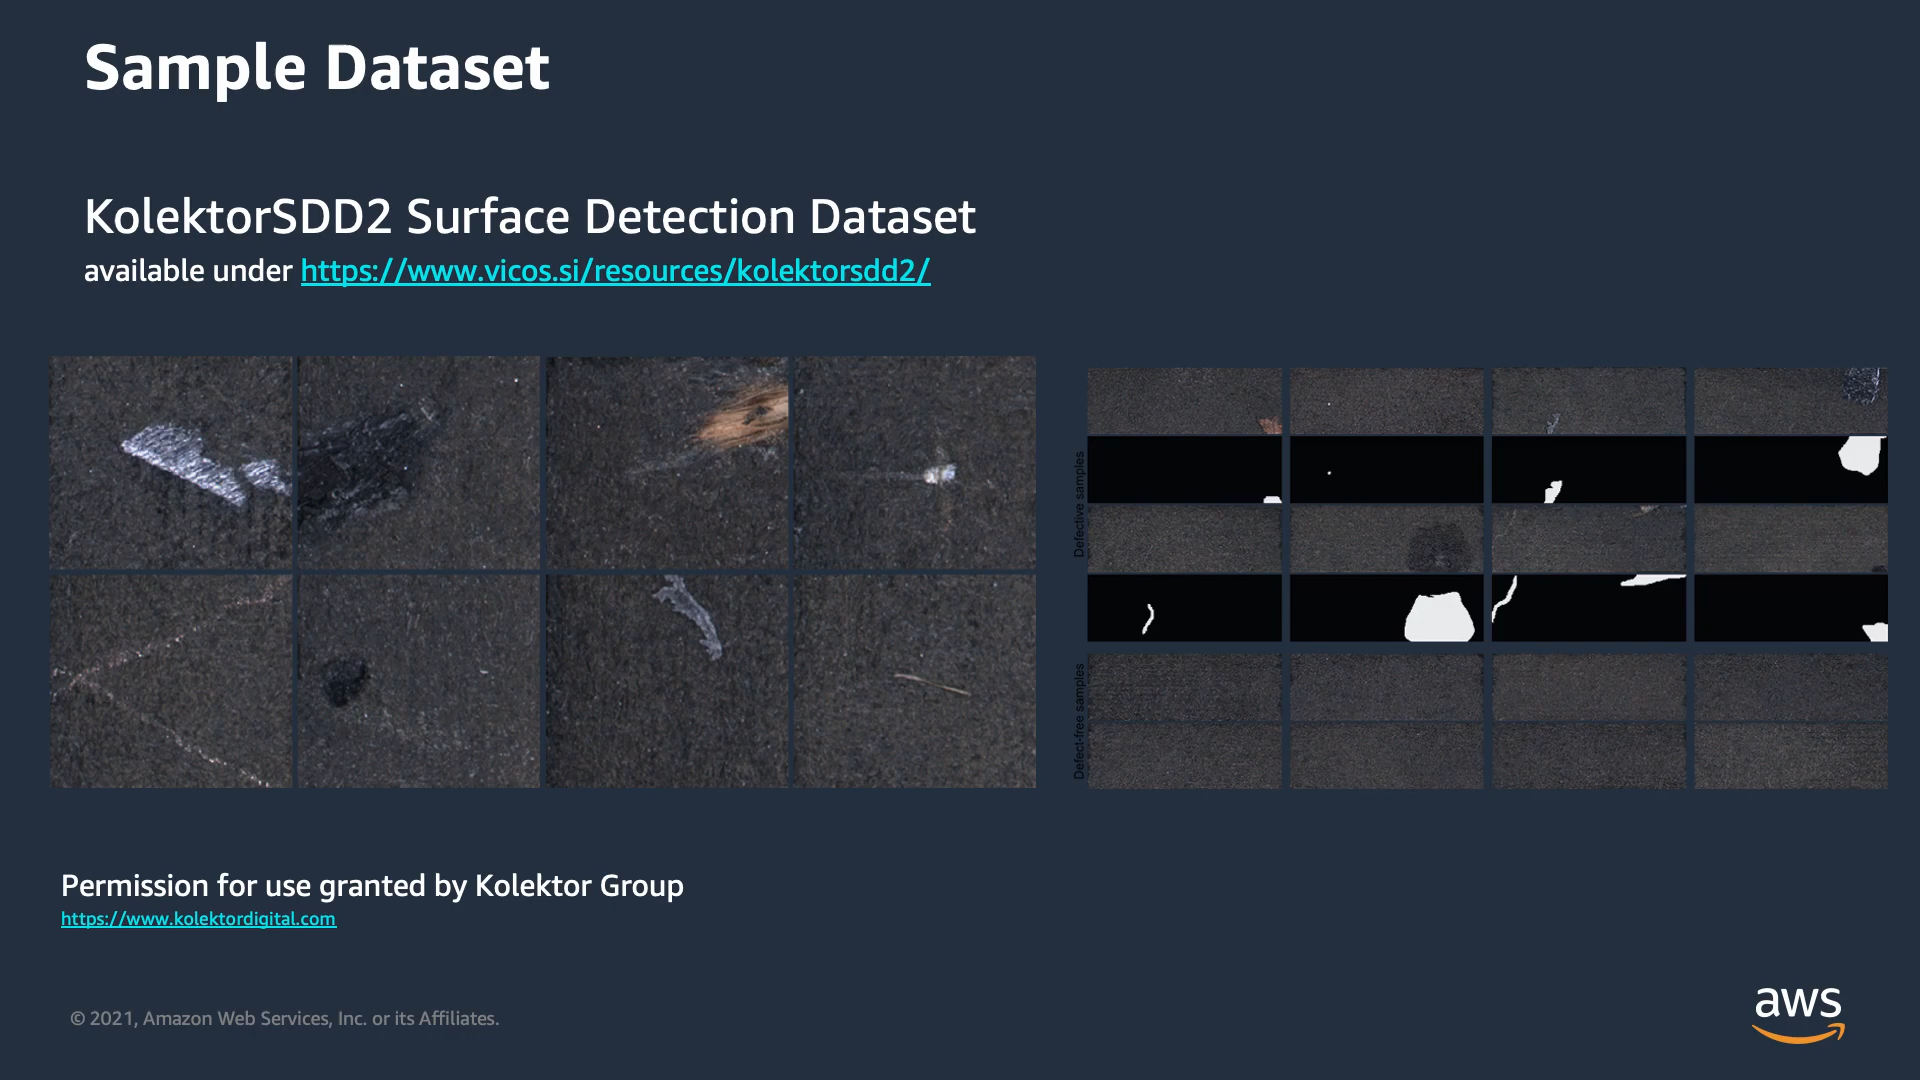 Sample Dataset
KolektorSDD2 Surface Detection Dataset
available under https://www.vicos.si/resources/kolektorsdd2/
Defective samples
Defect-free samples
Permission for use granted by Kolektor Group
https://www.kolektordigital.com
© 2021, Amazon Web Services, Inc. or its Affiliates.
aws